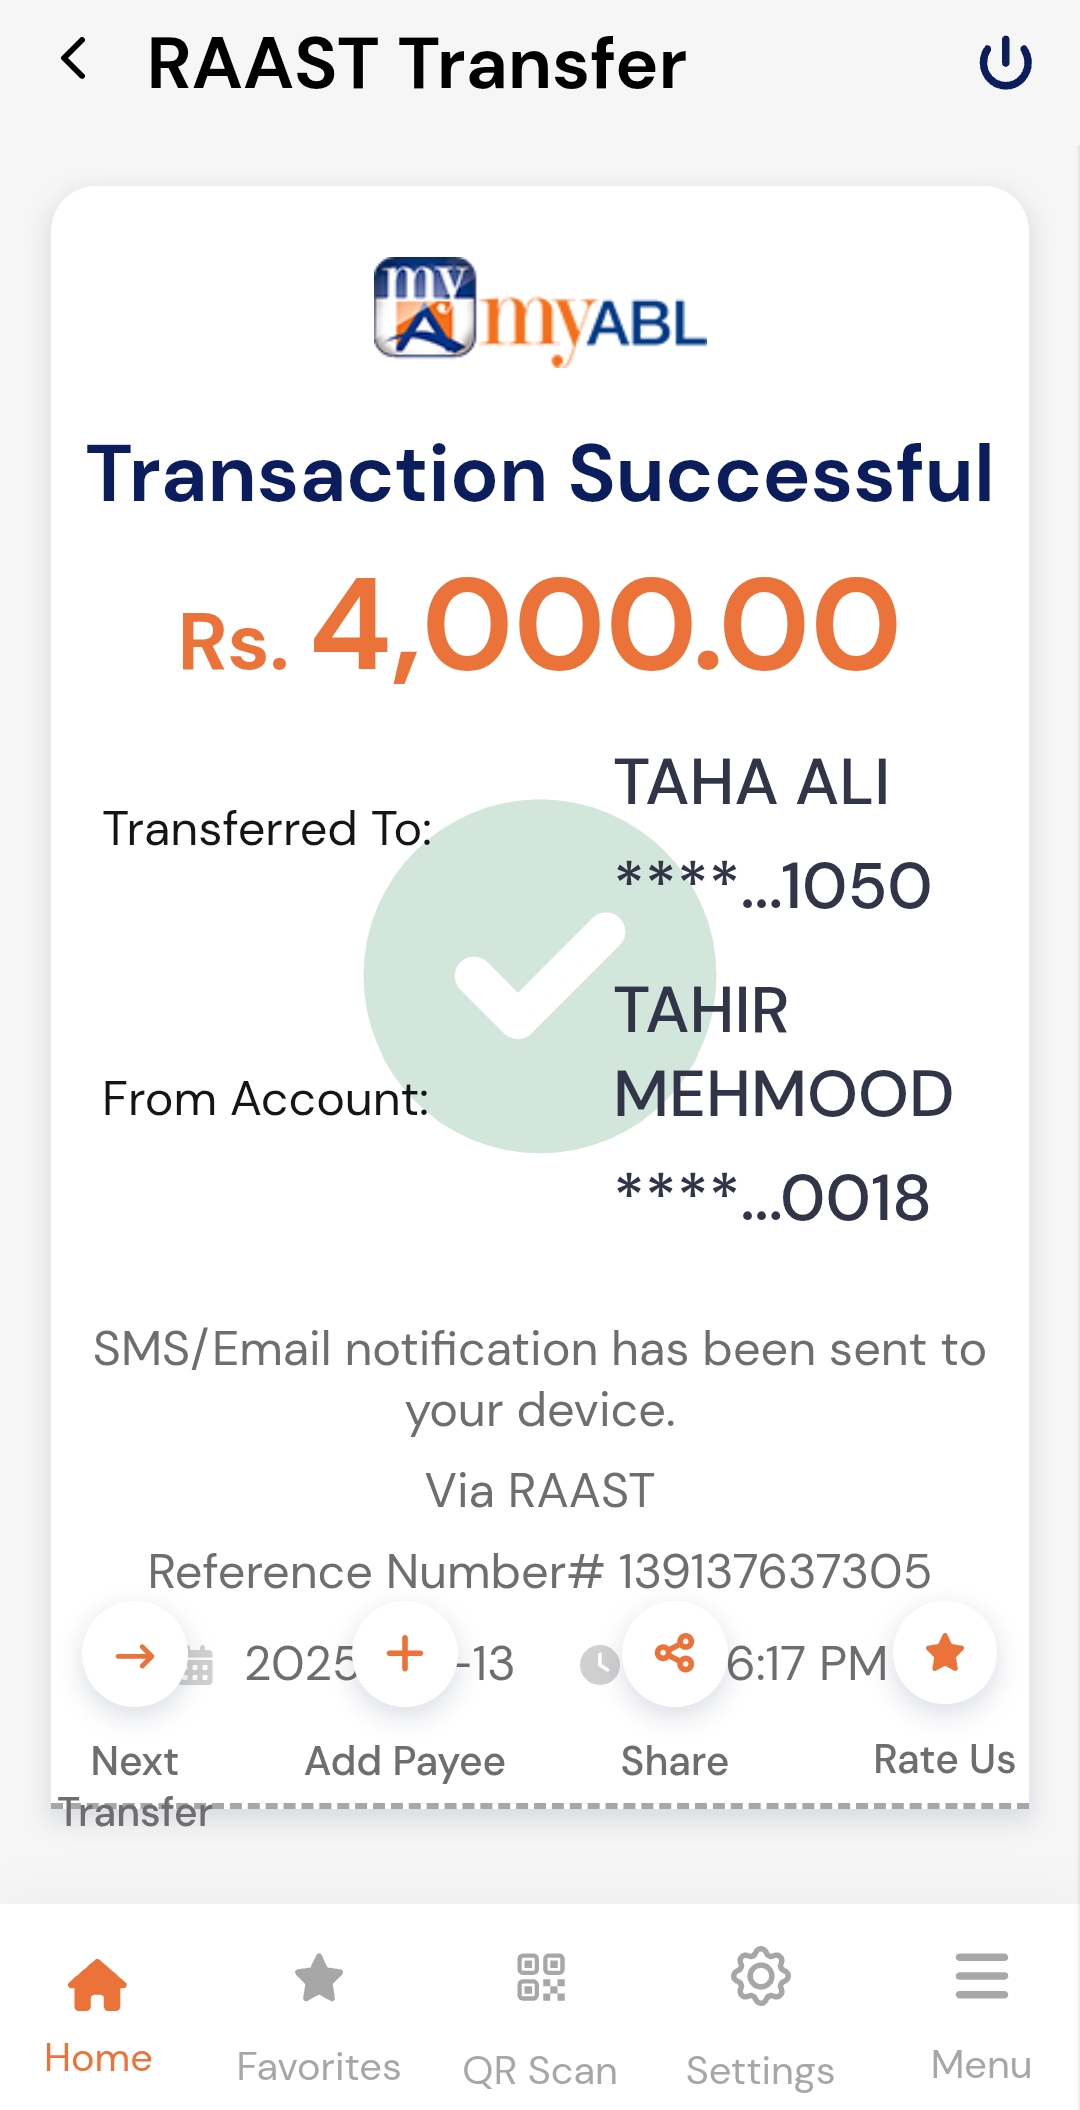 RAAST Transfer
my
myABL
Transaction Successful
Rs. 4,000.00
Transferred To:
TAHA ALI
****...1050
From Account:
TAHIR
MEHMOOD
****...0018
SMS/Email notification has been sent to
your device.
Via RAAST
Reference Number# 139137637305
2025 -13 6:17 PM
Next
Transfer
Add Payee
Share
Rate Us
Home
Favorites
QR Scan
Settings
Menu